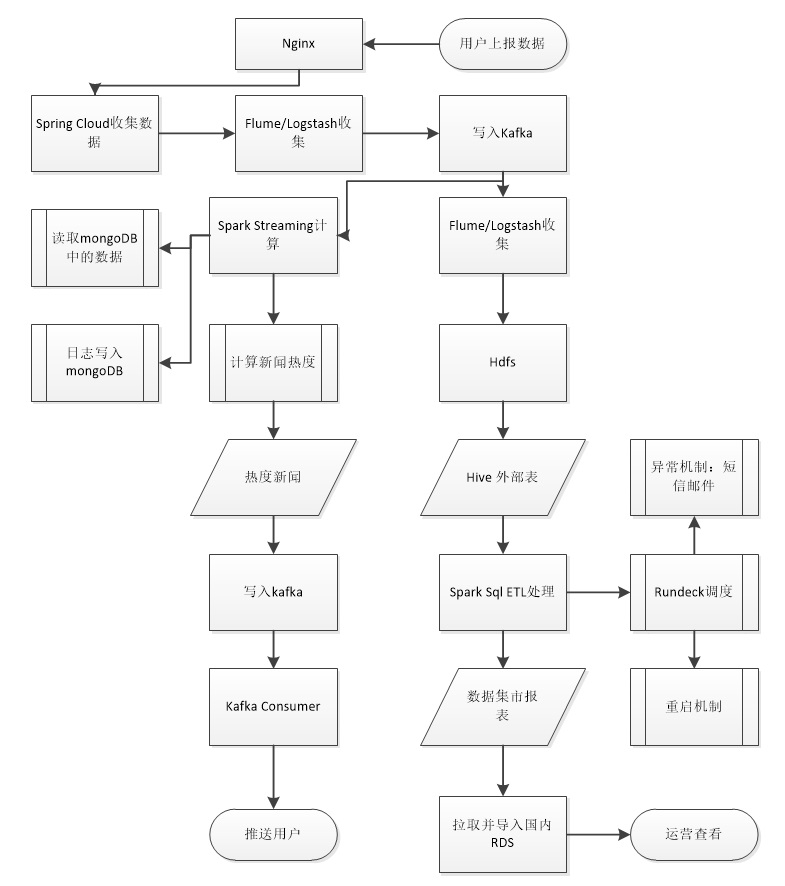 Nginx
用户上报数据
Spring Cloud收集数
据
Flume/Logstash收
集
写入Kafka
读取mongoDB
中的数据
Spark Streaming计
算
Flume/Logstash收
集
日志写入
mongoDB
计算新闻热度
Hdfs
热度新闻
Hive 外部表
异常机制：短
信邮件
写入kafka
Spark Sql ETL处理
Rundeck调度
Kafka Consumer
数据集市报
表
重启机制
推送用户
拉取并导入国内
RDS
运营查看